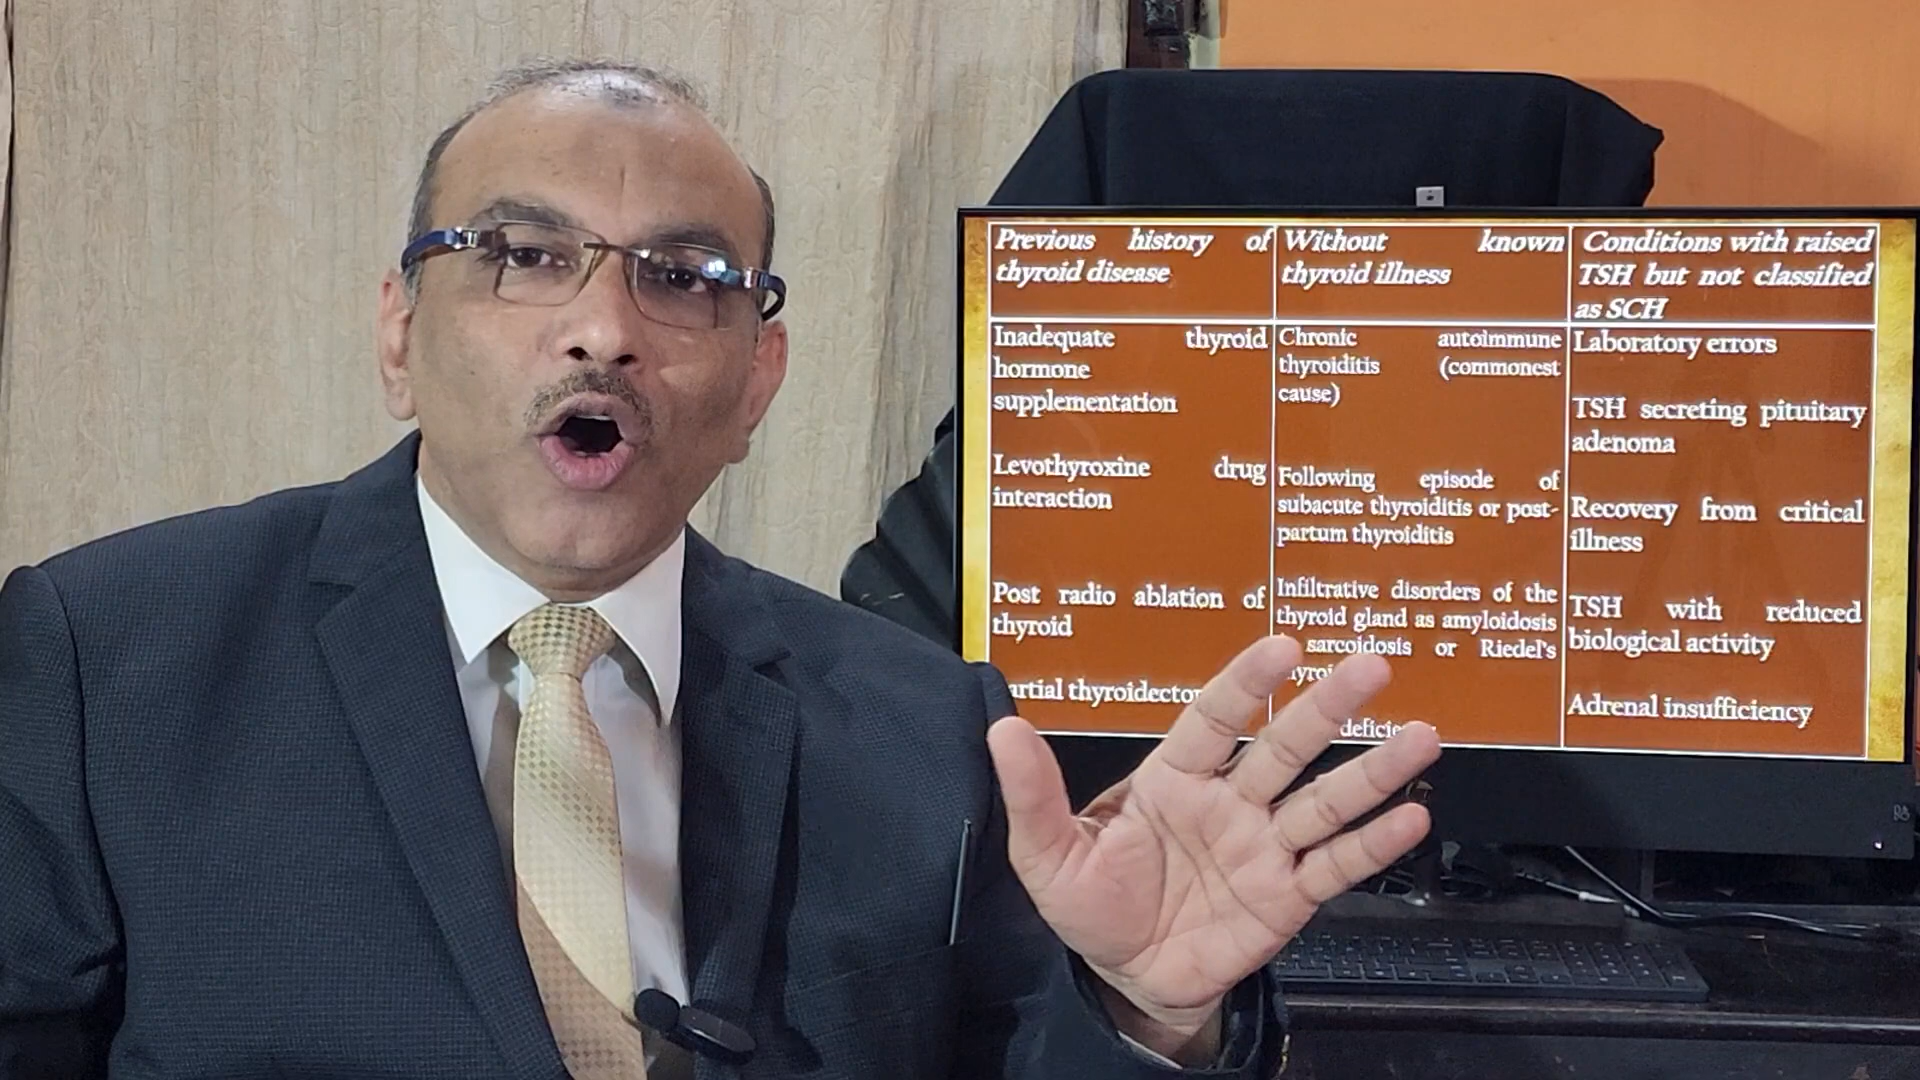 Previous history of
thyroid disease
Inadequate thyroid
hormone
supplementation
Levothyroxine drug
interaction
Post radio ablation of
thyroid
Without known
thyroid illness
Chronic autoimmune
thyroiditis (commonest
cause)
Following episode of
subacute thyroiditis or post-
partum thyroiditis
Infiltrative disorders of the
thyroid gland as amyloidosis
sarcoidosis or Riedel's
Conditions with raised
TSH but not classified
as SCH
Laboratory errors
TSH secreting pituitary
adenoma
Recovery from critical
illness
TSH with reduced
biological activity
Adrenal insufficiency